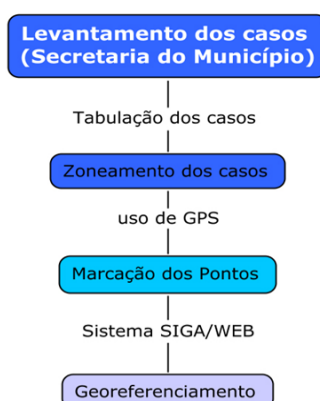 Levantamento dos casos
(Secretaria do Município)
Tabulação dos casos
Zoneamento dos casos
uso de GPS
Marcação dos Pontos
Sistema SIGA/WEB
Georeferenciamento